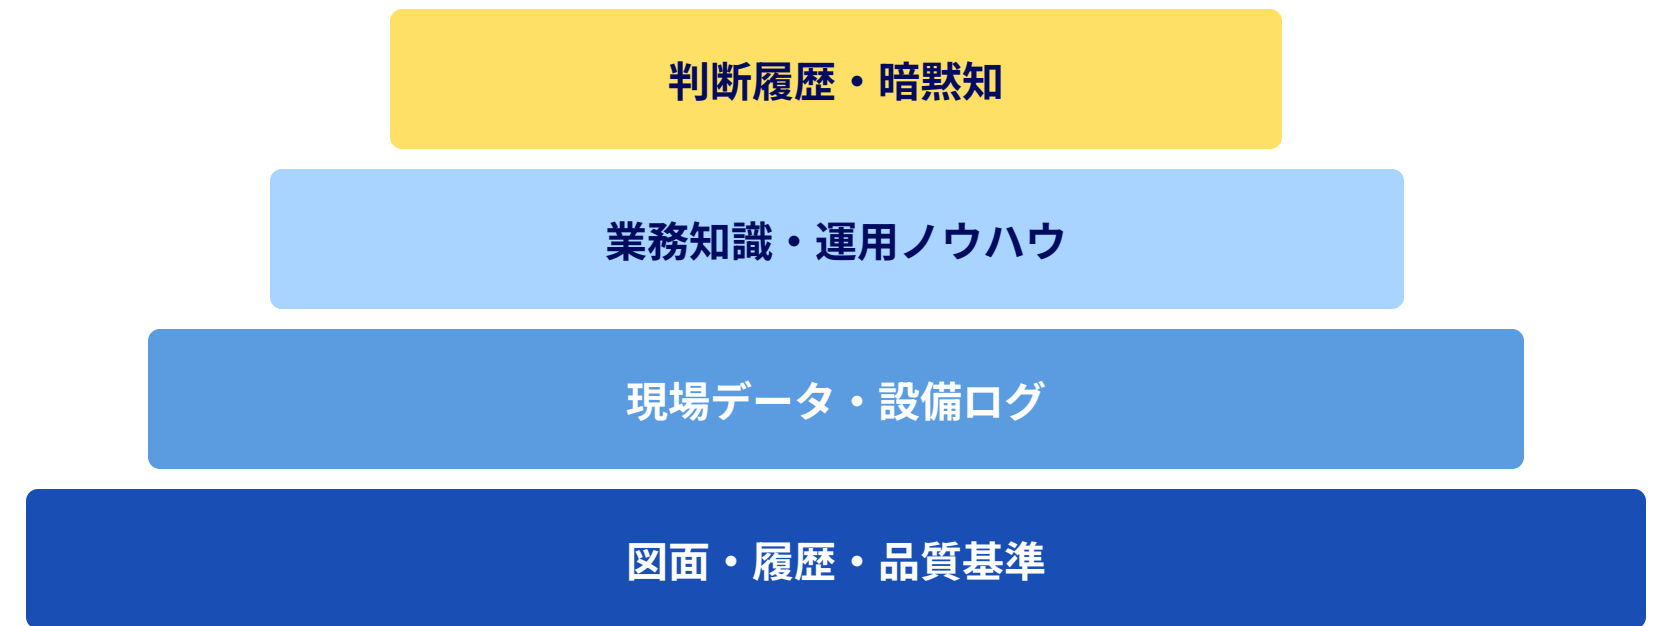 判断履歴・暗黙知
業務知識・運用ノウハウ
現場データ・設備ログ
図面・履歴・品質基準